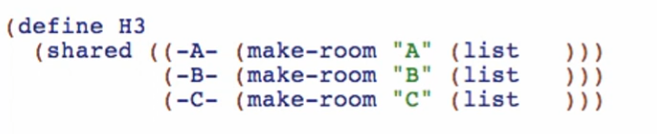 (define H3
(shared ((-A- (make-room "A" (list )))
(-B- (make-room "B" (list )))
(-C- (make-room "C" (list )))